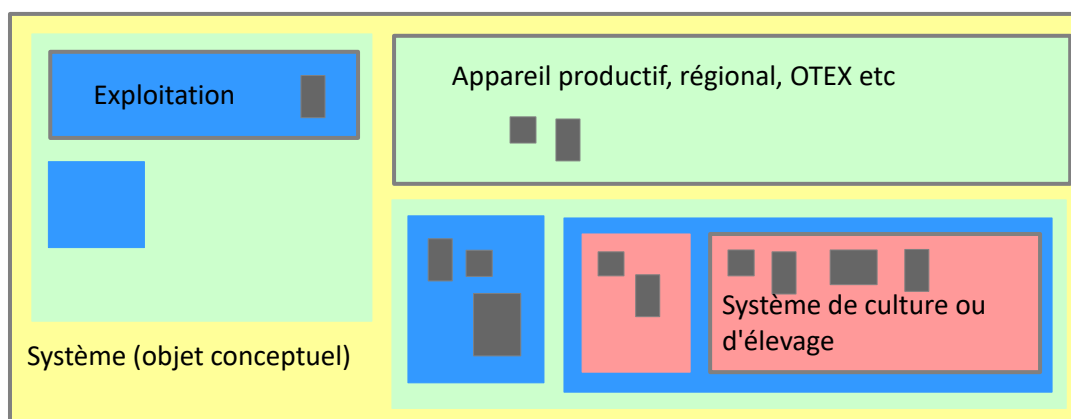 Exploitation
Appareil productif, régional, OTEX etc
Système de culture ou
d'élevage
Système (objet conceptuel)